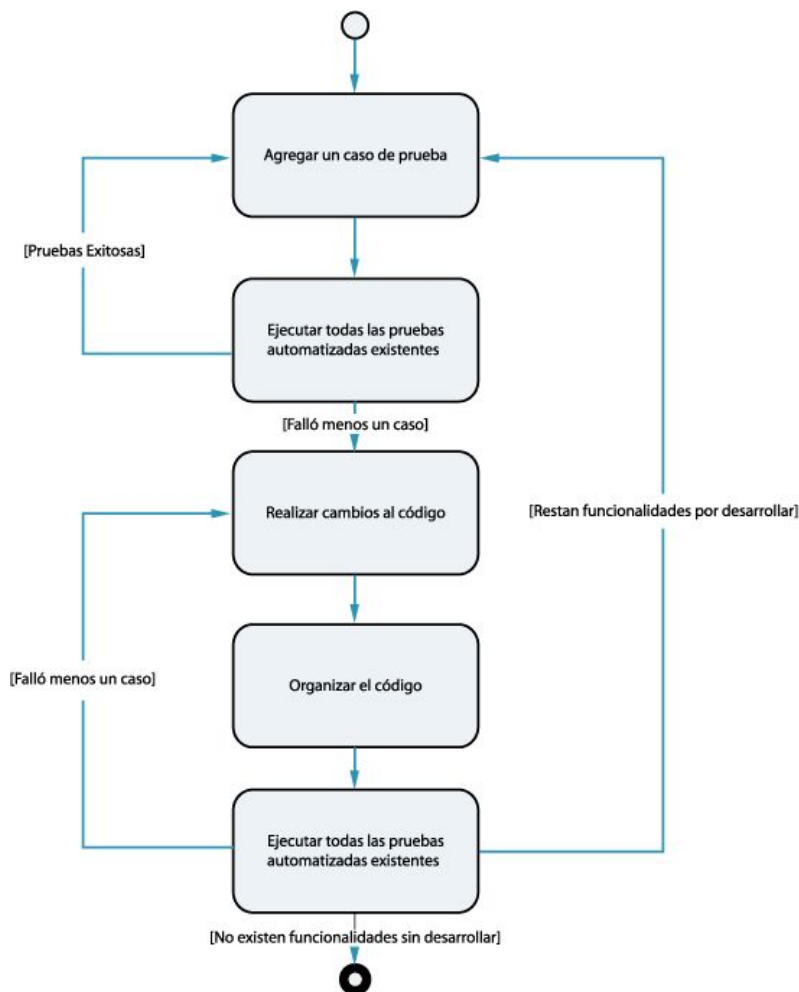 Agregar un caso de prueba
[Pruebas Exitosas]
Ejecutar todas las pruebas
automatizadas existentes
[Falló menos un caso]
Realizar cambios al código
[Restan funcionalidades por desarrollar]
[Falló menos un caso]
Organizar el código
Ejecutar todas las pruebas
automatizadas existentes
[No existen funcionalidades sin desarrollar]